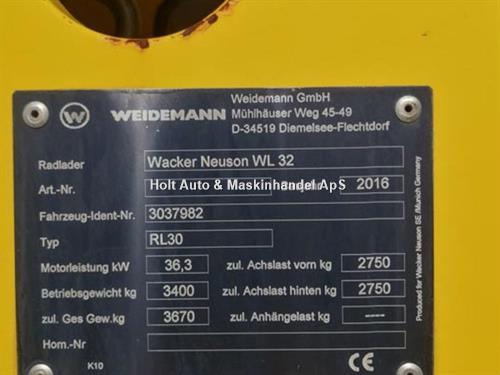 Weidemann GmbH
WEIDEMANN Mühlhäuser Weg 45-49
D-34519 Diemelsee-Flechtdorf
Radlader Wacker Neuson WL 32
Art.-Nr. 2016
Holt Auto & Maskinhandel ApS
Fahrzeug-Ident-Nr. 3037982
Typ RL30
Motorleistung kW 36,3 zul. Achslast vorn kg 2750
Betriebsgewicht kg 3400 zul. Achslast hinten kg 2750
zul. Ges Gew.kg 3670 zul. Anhängelast kg -----
Hom.-Nr
K10 CE
Produced for Wacker Neuson SE /Munich Germany